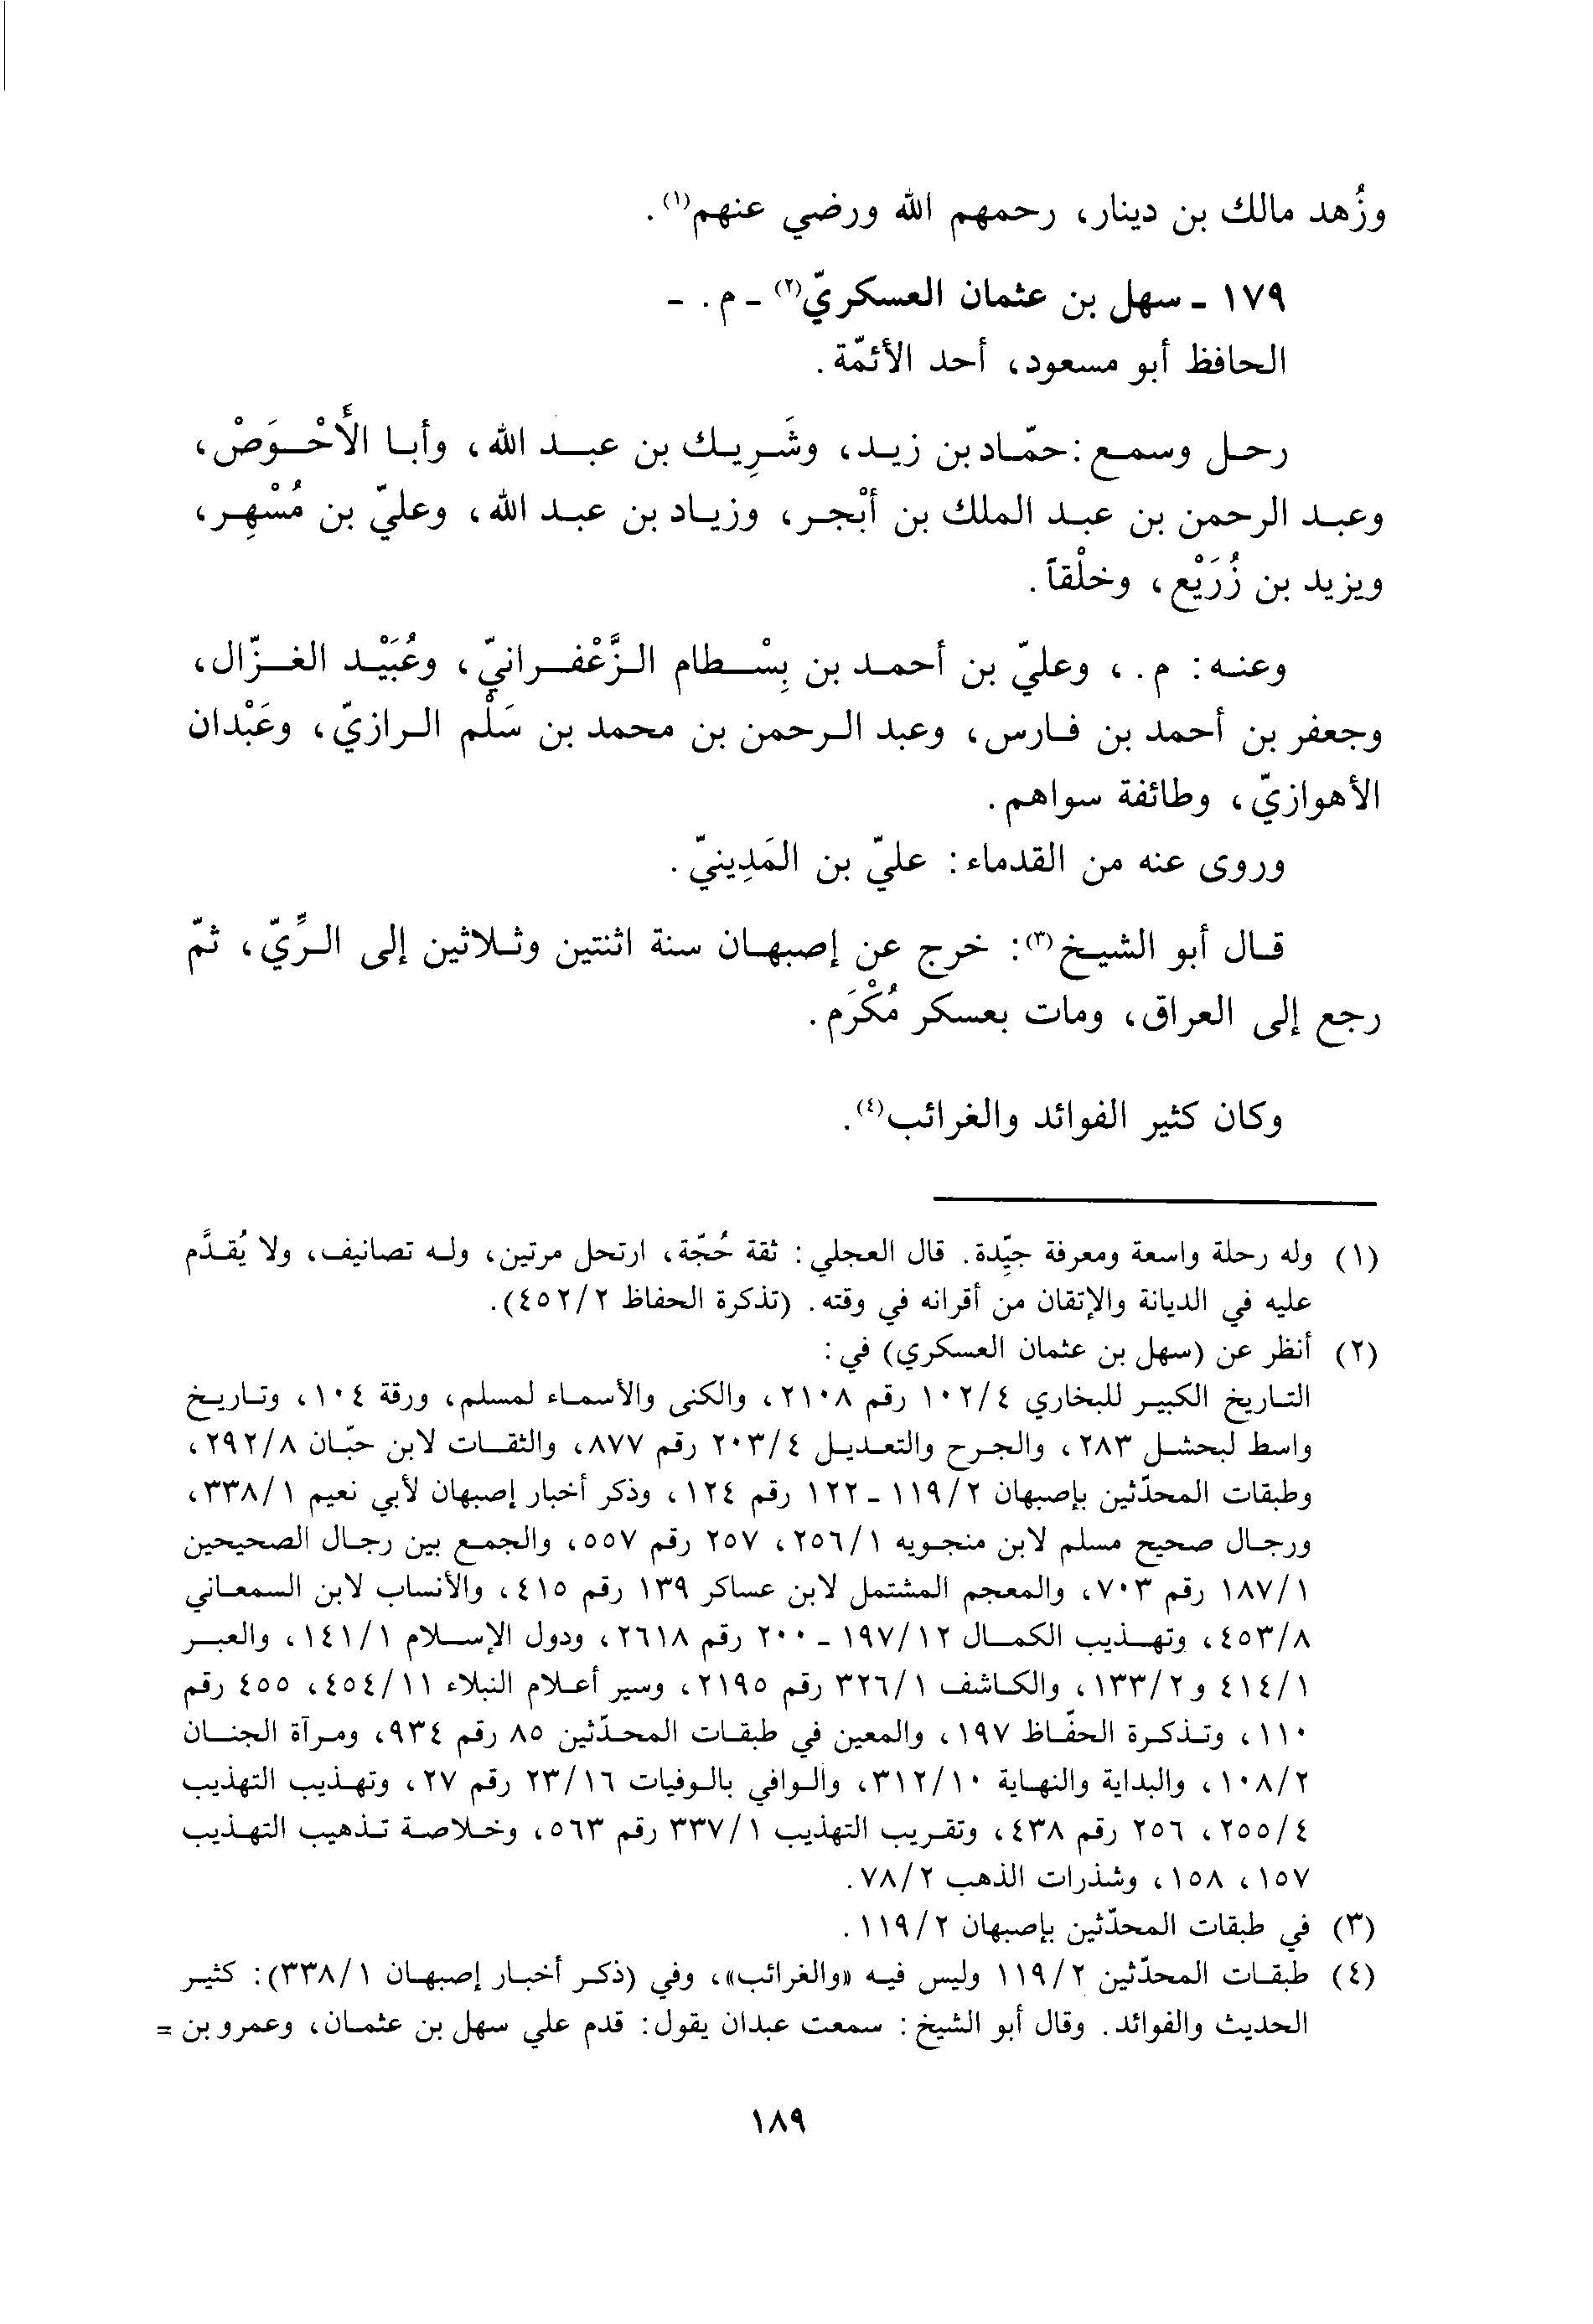 وزُهد مالك بن دينار، رحمهم الله ورضي عنهم(١).
١٧٩ - سهل بن عثمان العسكريّ(٢) - م. -
الحافظ أبو مسعود، أحد الأئمّة.
رحل وسمع: حمّاد بن زيد، وشَرِيك بن عبد الله، وأبا الأَحْوَصْ،
وعبد الرحمن بن عبد الملك بن أبْجر، وزياد بن عبد الله، وعليّ بن مُسْهِر،
ويزيد بن زُرَيْع، وخلْقاً.
وعنه: م.، وعليّ بن أحمد بن بِسْطام الزَّعْفرانيّ، وعُبَيْد الغزّال،
وجعفر بن أحمد بن فارس، وعبد الرحمن بن محمد بن سَلْم الرازيّ، وعَبْدان
الأهوازيّ، وطائفة سواهم.
وروى عنه من القدماء: عليّ بن المَدِينيّ.
قال أبو الشيخ(٣): خرج عن إصبهان سنة اثنتين وثلاثين إلى الرِّيّ، ثمّ
رجع إلى العراق، ومات بعسكر مُكْرَم.
وكان كثير الفوائد والغرائب(٤).
(١) وله رحلة واسعة ومعرفة جيِّدة. قال العجلي: ثقة حُجّة، ارتحل مرتين، وله تصانيف، ولا يُقدَّم
عليه في الديانة والإتقان من أقرانه في وقته. (تذكرة الحفاظ ٤٥٢/٢).
(٢) أنظر عن (سهل بن عثمان العسكري) في:
التاريخ الكبير للبخاري ١٠٢/٤ رقم ٢١٠٨، والكنى والأسماء لمسلم، ورقة ١٠٤، وتاريخ
واسط لبحشل ٢٨٣، والجرح والتعديل ٢٠٣/٤ رقم ٨٧٧، والثقات لابن حبّان ٢٩٢/٨،
وطبقات المحدّثين بإصبهان ١١٩/٢ - ١٢٢ رقم ١٢٤، وذكر أخبار إصبهان لأبي نعيم ٣٣٨/١،
ورجال صحيح مسلم لابن منجويه ٢٥٦/١، ٢٥٧ رقم ٥٥٧، والجمع بين رجال الصحيحين
١٨٧/١ رقم ٧٠٣، والمعجم المشتمل لابن عساكر ١٣٩ رقم ٤١٥، والأنساب لابن السمعاني
٤٥٣/٨، وتهذيب الكمال ١٩٧/١٢ - ٢٠٠ رقم ٢٦١٨، ودول الإسلام ١٤١/١، والعبر
٤١٤/١ و ١٣٣/٢، والكاشف ٣٢٦/١ رقم ٢١٩٥، وسير أعلام النبلاء ٤٥٤/١١، ٤٥٥ رقم
١١٠، وتذكرة الحفّاظ ١٩٧، والمعين في طبقات المحدّثين ٨٥ رقم ٩٣٤، ومرآة الجنان
١٠٨/٢، والبداية والنهاية ٣١٢/١٠، والوافي بالوفيات ٢٣/١٦ رقم ٢٧، وتهذيب التهذيب
٢٥٥/٤، ٢٥٦ رقم ٤٣٨، وتقريب التهذيب ٣٣٧/١ رقم ٥٦٣، وخلاصة تذهيب التهذيب
١٥٧، ١٥٨، وشذرات الذهب ٧٨/٢.
(٣) في طبقات المحدّثين بإصبهان ١١٩/٢.
(٤) طبقات المحدّثين ١١٩/٢ وليس فيه «والغرائب»، وفي (ذكر أخبار إصبهان ٣٣٨/١): كثير
الحديث والفوائد. وقال أبو الشيخ: سمعت عبدان يقول: قدم علي سهل بن عثمان، وعمرو بن =
١٨٩